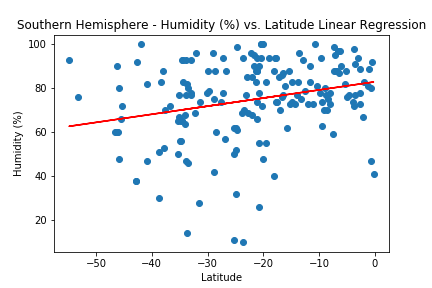 Southern Hemisphere - Humidity (%) vs. Latitude Linear Regression
100
80
60
40
20
Humidity (%)
−50 −40 −30 −20 −10 0
Latitude